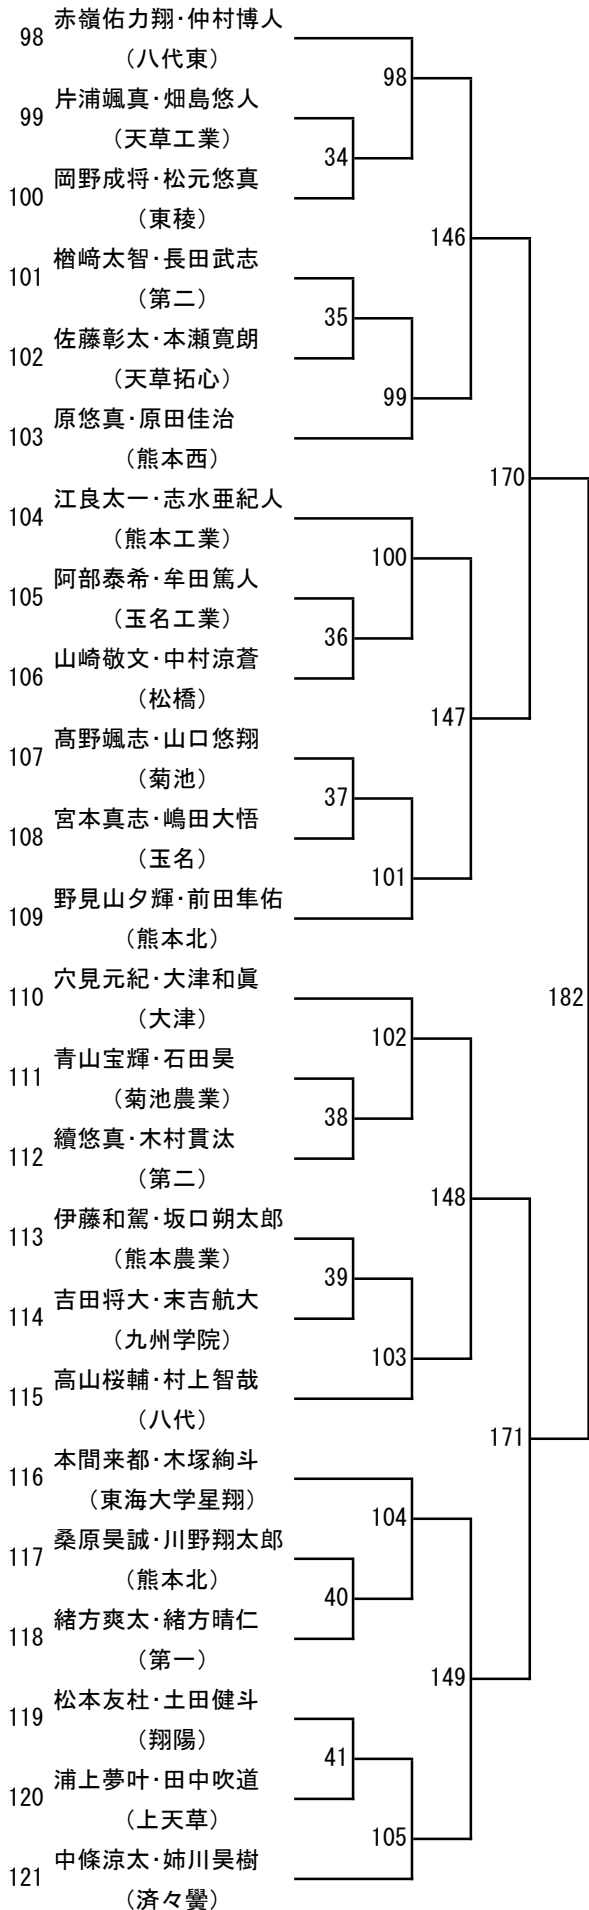 98 赤嶺佑力翔・仲村博人
（八代東）
98
99 片浦颯真・畑島悠人
（天草工業）
34
100 岡野成将・松元悠真
（東稜）
146
101 楢﨑太智・長田武志
（第二）
35
102 佐藤彰太・本瀬寛朗
（天草拓心）
99
103 原悠真・原田佳治
（熊本西）
170
104 江良太一・志水亜紀人
（熊本工業）
100
105 阿部泰希・牟田篤人
（玉名工業）
36
106 山崎敬文・中村涼蒼
（松橋）
147
107 髙野颯志・山口悠翔
（菊池）
37
108 宮本真志・嶋田大悟
（玉名）
101
109 野見山夕輝・前田隼佑
（熊本北）
110 穴見元紀・大津和眞
182
（大津）
102
111 青山宝輝・石田昊
（菊池農業）
38
112 續悠真・木村貫汰
（第二）
148
113 伊藤和駕・坂口朔太郎
（熊本農業）
39
114 吉田将大・末吉航大
（九州学院）
103
115 高山桜輔・村上智哉
（八代）
171
116 本間来都・木塚絢斗
（東海大学星翔）
104
117 桑原昊誠・川野翔太郎
（熊本北）
40
118 緒方爽太・緒方晴仁
（第一）
149
119 松本友杜・土田健斗
（翔陽）
41
120 浦上夢叶・田中吹道
（上天草）
105
121 中條涼太・姉川昊樹
（済々黌）